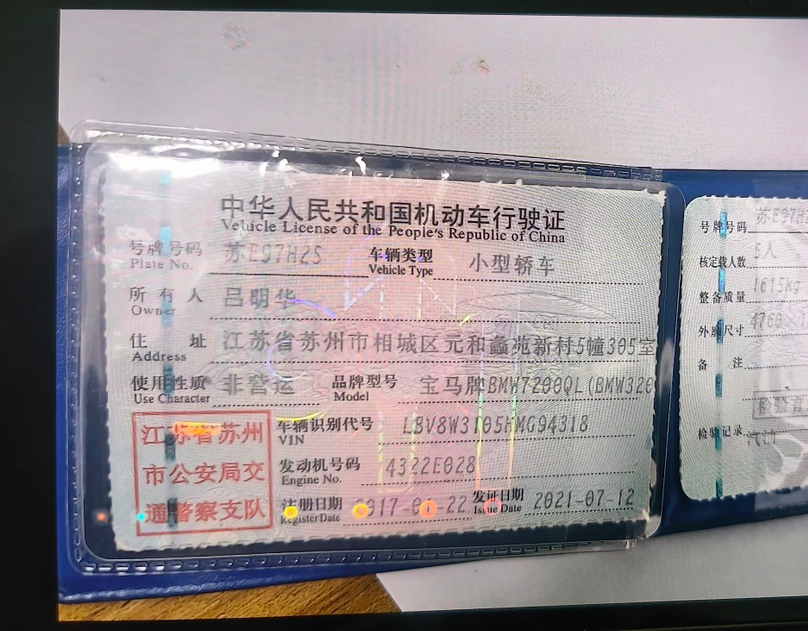 中华人民共和国机动车行驶证
Vehicle License of the People's Republic of China
号牌号码 苏E97H2S 车辆类型 小型轿车
Plate No. Vehicle Type
所有人 吕明华
Owner
住址 江苏省苏州市相城区元和蠡苑新村5幢305室
Address
使用性质 非营运 品牌型号 宝马牌BMW7200QL(BMW320
Use Character Model
江苏省苏州
市公安局交
通警察支队
车辆识别代号
VIN
发动机号码 4322E028
Engine No.
注册日期 发证日期 2021-07-12
Register Date Issue Date
号牌号码 苏E97H
核定载人数 5人
整备质量 1615kg
外廓尺寸 4760
备注
检验记录